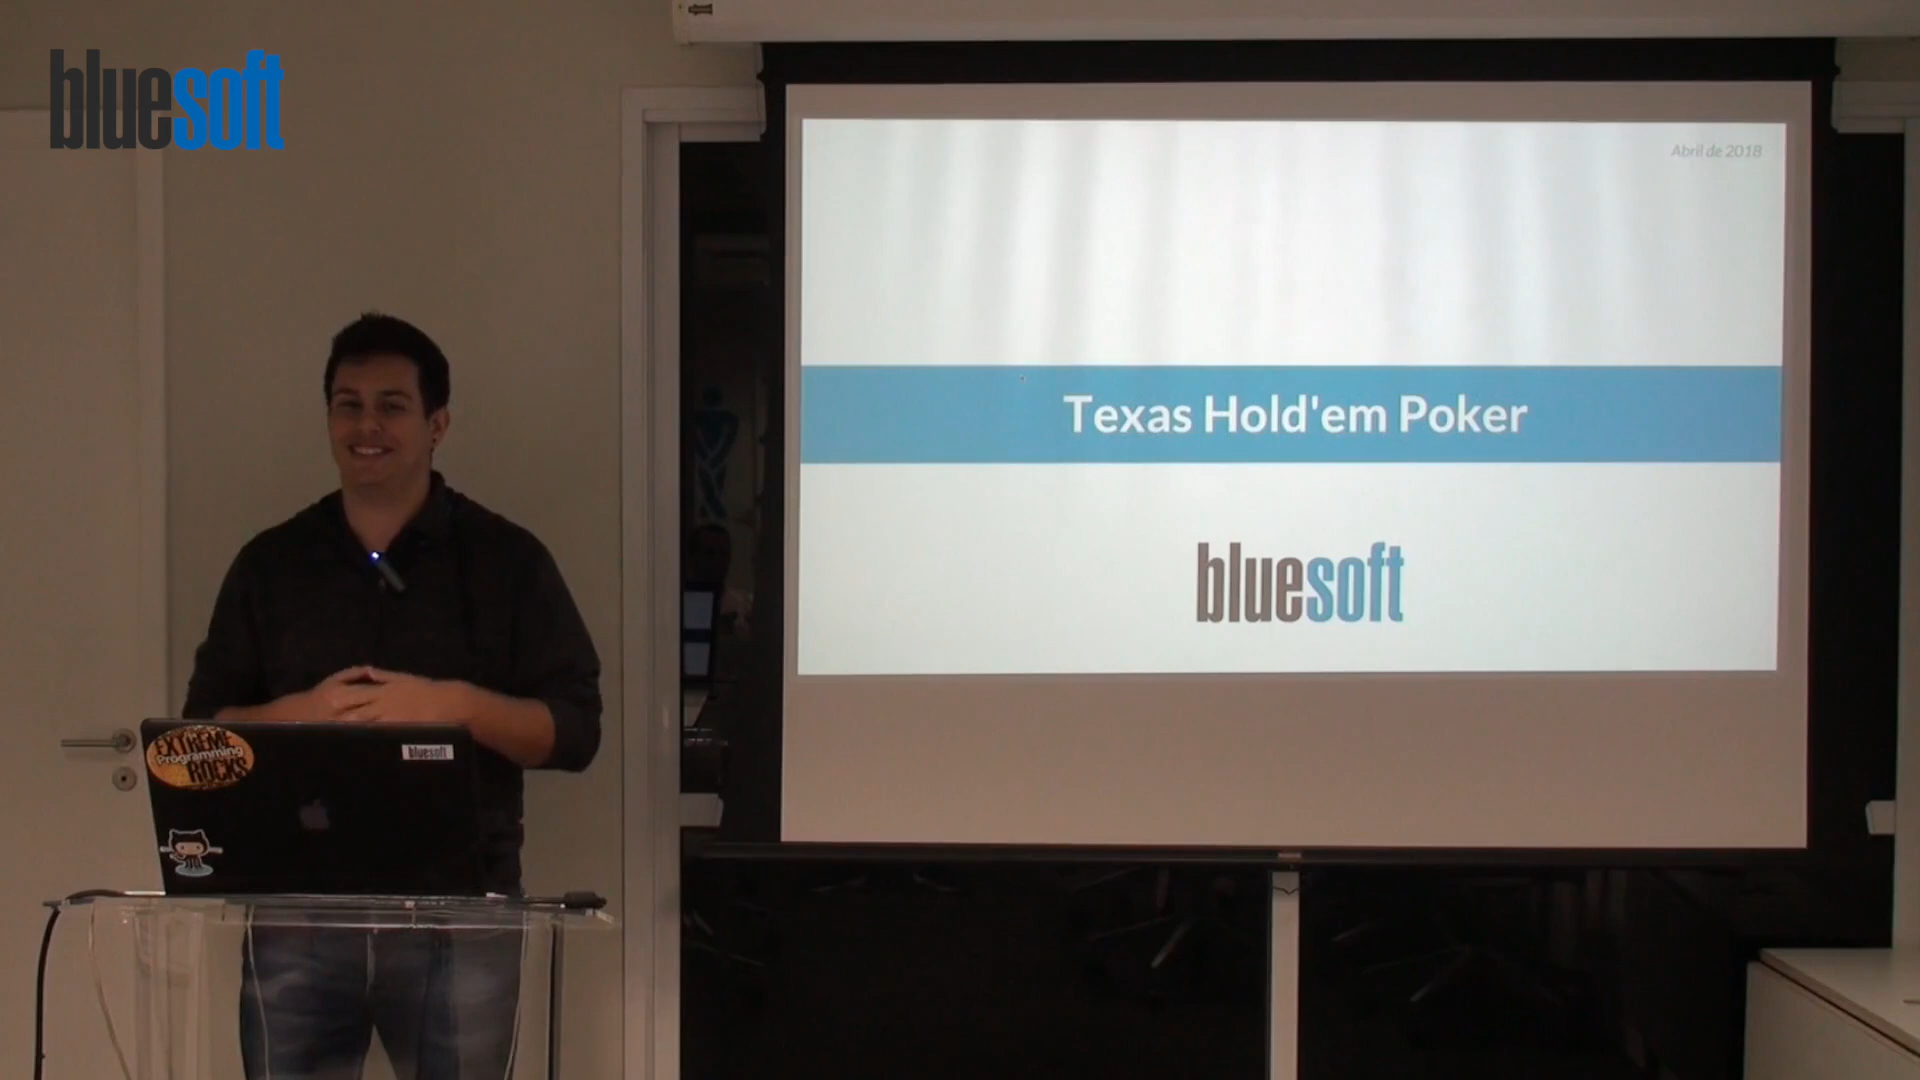 bluesoft
Abril de 2018
Texas Hold'em Poker
bluesoft
EXTREME
Programming
ROCKS
bluesoft